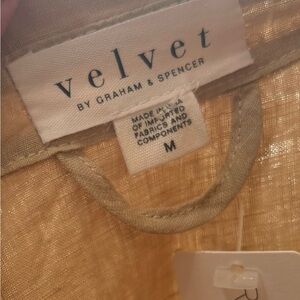 velvet
BY GRAHAM & SPENCER
MADE IN
OF IMPORTED
FABRICS AND
COMPONENTS
M
R